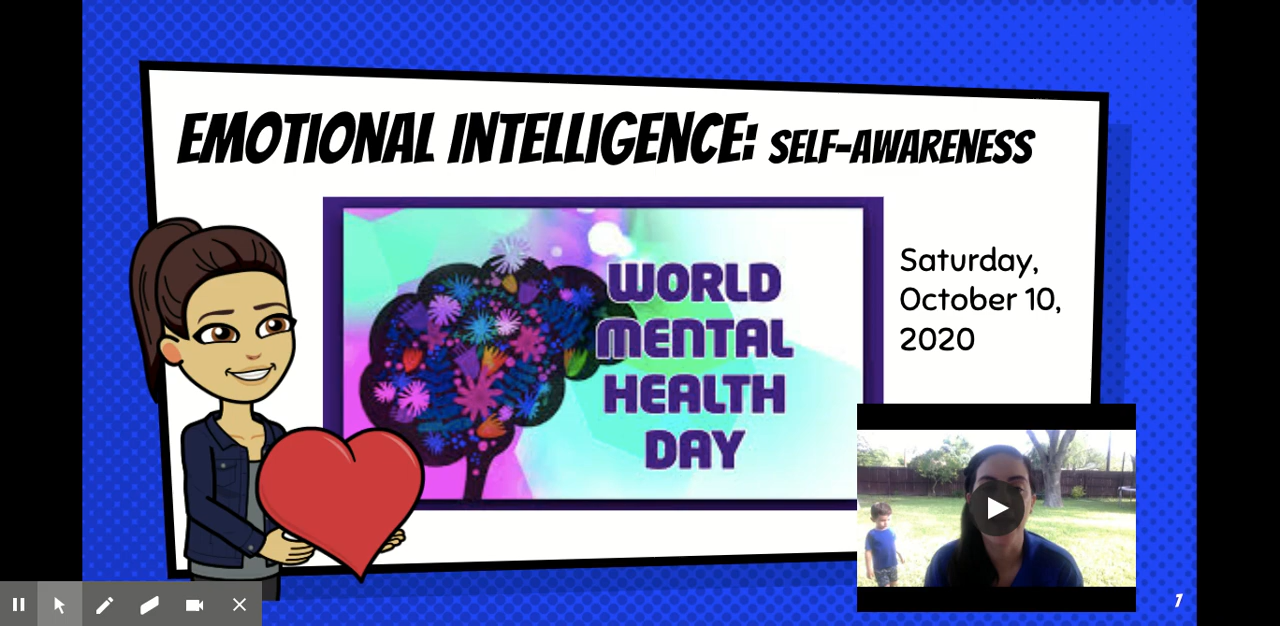 EMOTIONAL INTELLIGENCE: SELF-AWARENESS
WORLD
MENTAL
HEALTH
DAY
Saturday,
October 10,
2020
1